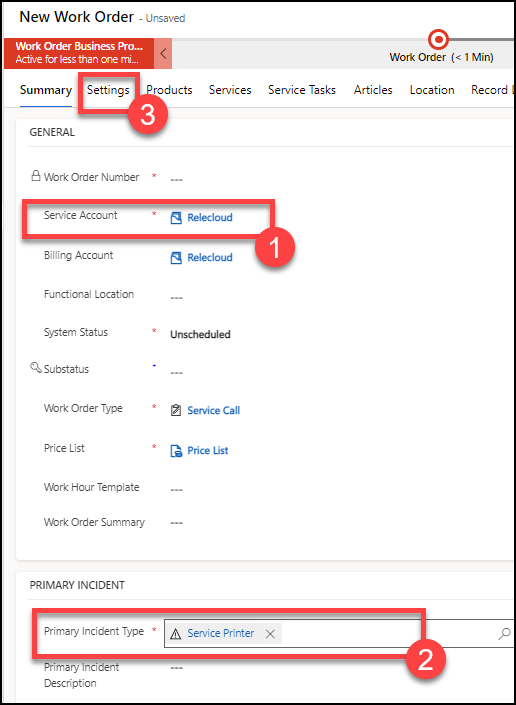 New Work Order - Unsaved
Work Order Business Pro...
Active for less than one mi...
Work Order (< 1 Min)
Summary Settings Products Services Service Tasks Articles Location Record L
3
GENERAL
Work Order Number * ---
Service Account * Relecloud
1
Billing Account Relecloud
Functional Location ---
System Status * Unscheduled
Substatus + ---
Work Order Type * Service Call
Price List * Price List
Work Hour Template ---
Work Order Summary ---
PRIMARY INCIDENT
Primary Incident Type * Service Printer
2
Primary Incident ---
Description